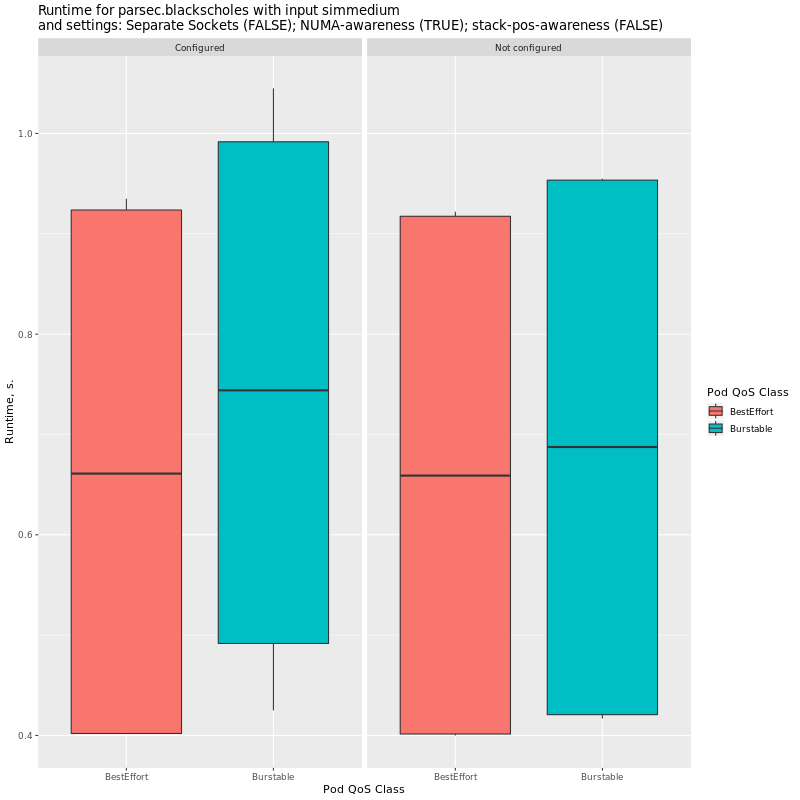 Runtime for parsec.blackscholes with input simmedium
and settings: Separate Sockets (FALSE); NUMA-awareness (TRUE); stack-pos-awareness (FALSE)
Configured
Not configured
1.0
0.8
0.6
0.4
Runtime, s.
BestEffort
Burstable
BestEffort
Burstable
Pod QoS Class
Pod QoS Class
BestEffort
Burstable